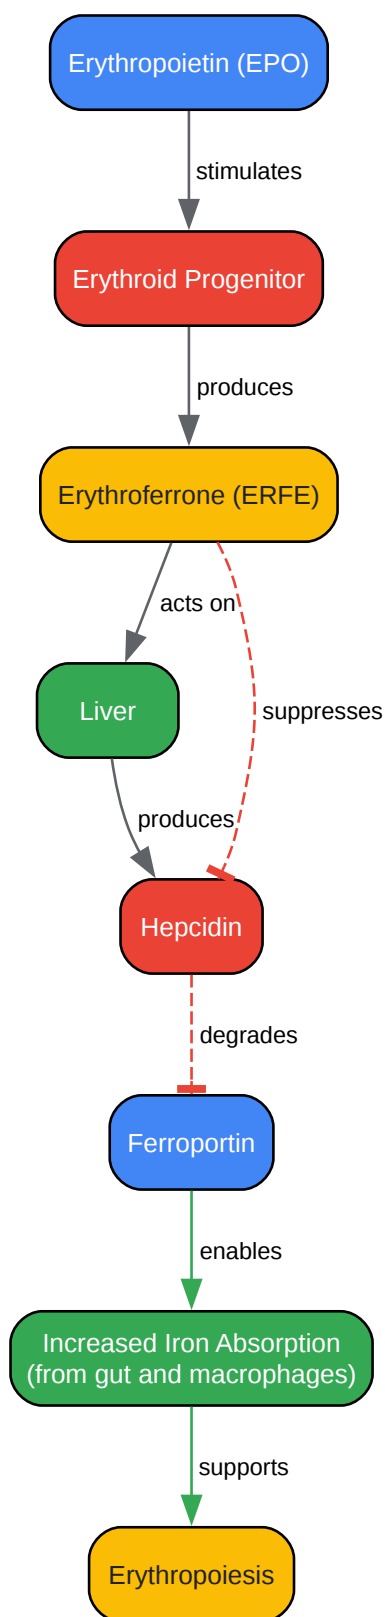 Erythropoietin (EPO)
stimulates
Erythroid Progenitor
produces
Erythroferrone (ERFE)
acts on
Liver
suppresses
produces
Hepcidin
degrades
Ferroportin
enables
Increased Iron Absorption
(from gut and macrophages)
supports
Erythropoiesis